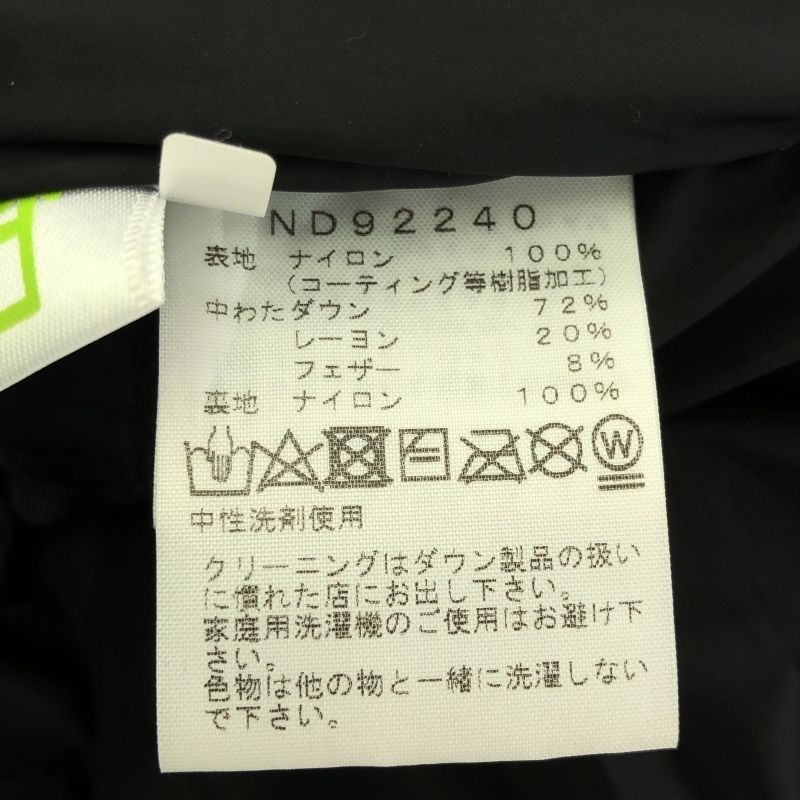 ND92240
表地 ナイロン 100%
(コーティング等樹脂加工)
中わたダウン 72%
レーヨン 20%
フェザー 8%
裏地 ナイロン 100%
W
中性洗剤使用
クリーニングはダウン製品の扱い
に慣れた店にお出し下さい。
家庭用洗濯機のご使用はお避け下
さい。
色物は他の物と一緒に洗濯しない
で下さい。